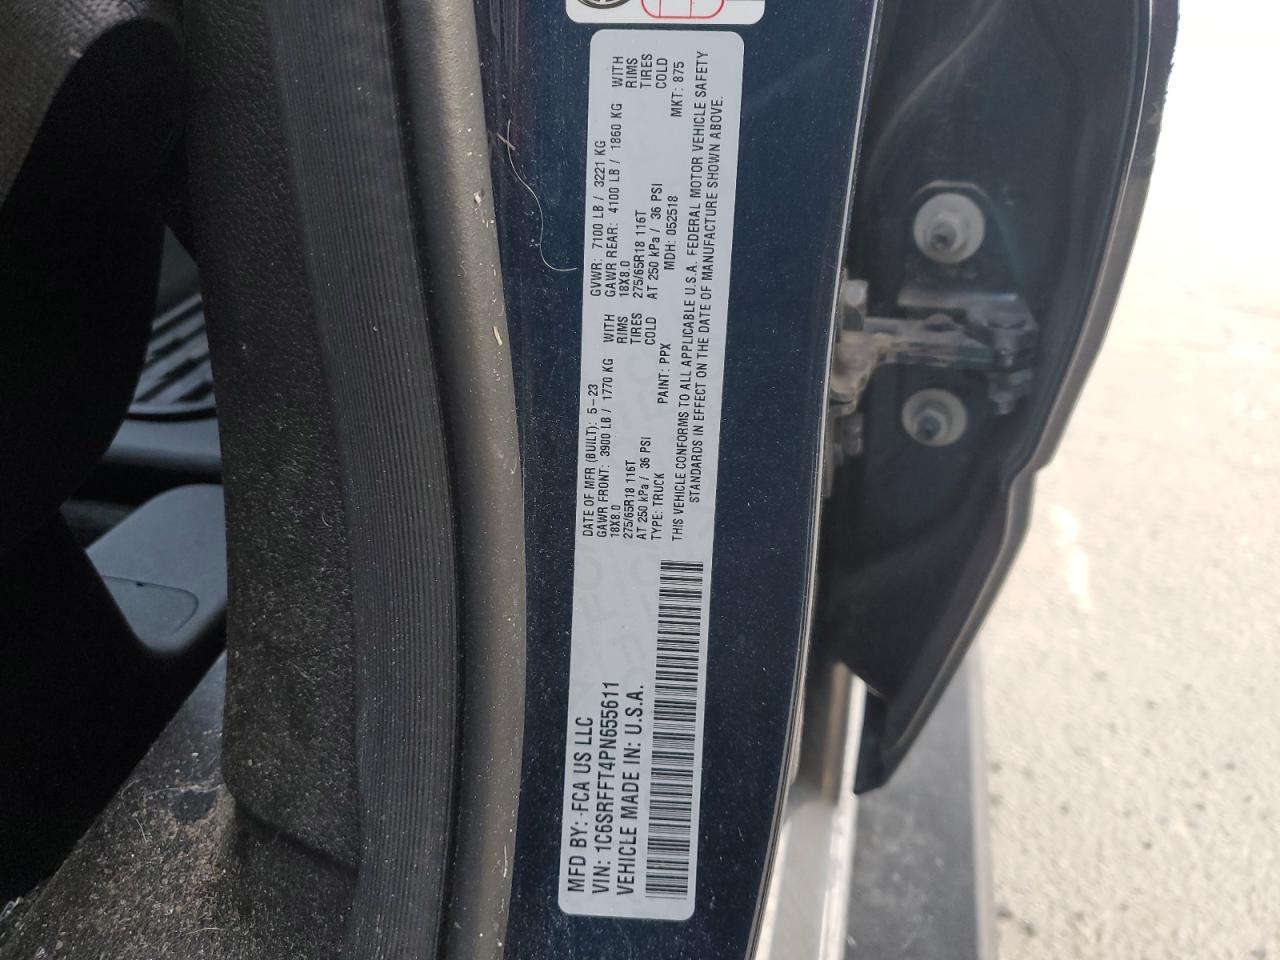 MFD BY: FCA US LLC
VIN: 1C6SRFFT4PN655611
VEHICLE MADE IN: U.S.A.
DATE OF MFR (BUILT): 5-23 GVWR: 7100 LB / 3221 KG
GAWR FRONT: 3900 LB / 1770 KG WITH GAWR REAR: 4100 LB / 1860 KG WITH
18X8.0 RIMS 18X8.0 RIMS
275/65R18 116T TIRES 275/65R18 116T TIRES
AT 250 kPa / 36 PSI COLD AT 250 kPa / 36 PSI COLD
TYPE: TRUCK PAINT: PPX MDH: 052518 MKT: 875
THIS VEHICLE CONFORMS TO ALL APPLICABLE U.S.A. FEDERAL MOTOR VEHICLE SAFETY
STANDARDS IN EFFECT ON THE DATE OF MANUFACTURE SHOWN ABOVE.